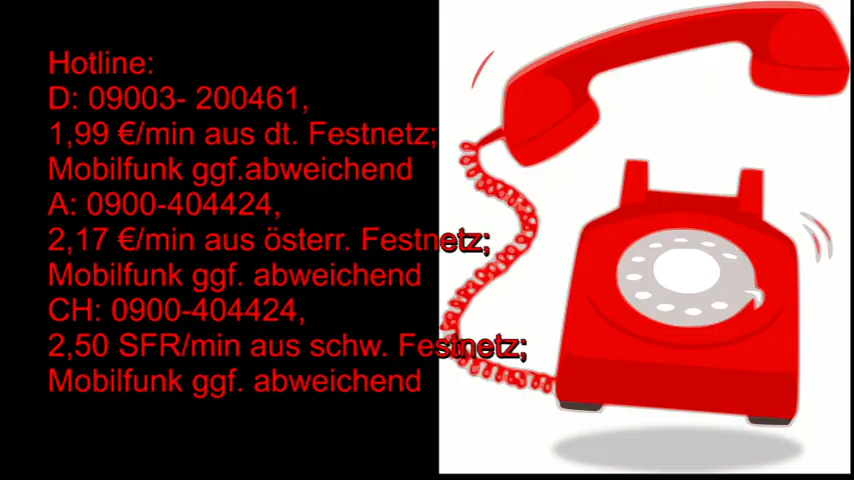 Hotline:
D: 09003- 200461,
1,99 €/min aus dt. Festnetz;
Mobilfunk ggf.abweichend
A: 0900-404424,
2,17 €/min aus österr. Festnetz;
Mobilfunk ggf. abweichend
CH: 0900-404424,
2,50 SFR/min aus schw. Festnetz;
Mobilfunk ggf. abweichend